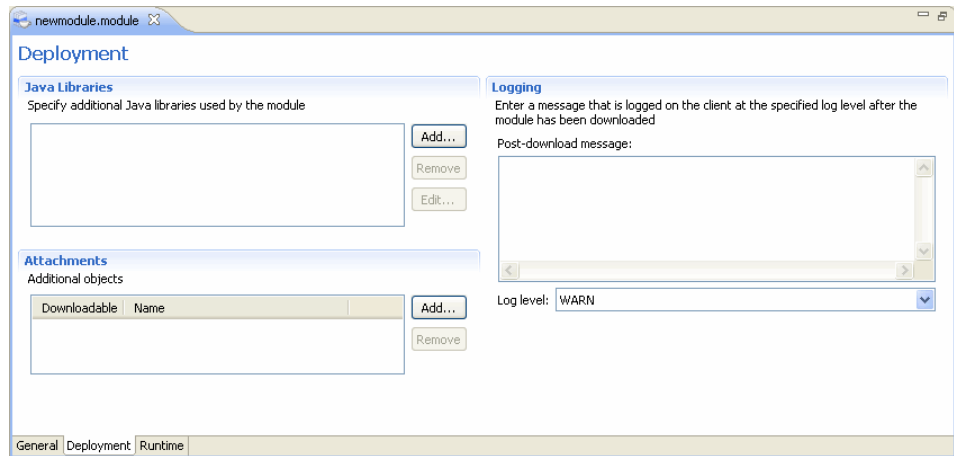 newmodule.module
Deployment
Java Libraries
Specify additional Java libraries used by the module
Add...
Remove
Edit...
Attachments
Additional objects
Downloadable Name
Add...
Remove
Logging
Enter a message that is logged on the client at the specified log level after the
module has been downloaded
Post-download message:
Log level: WARN
General Deployment Runtime